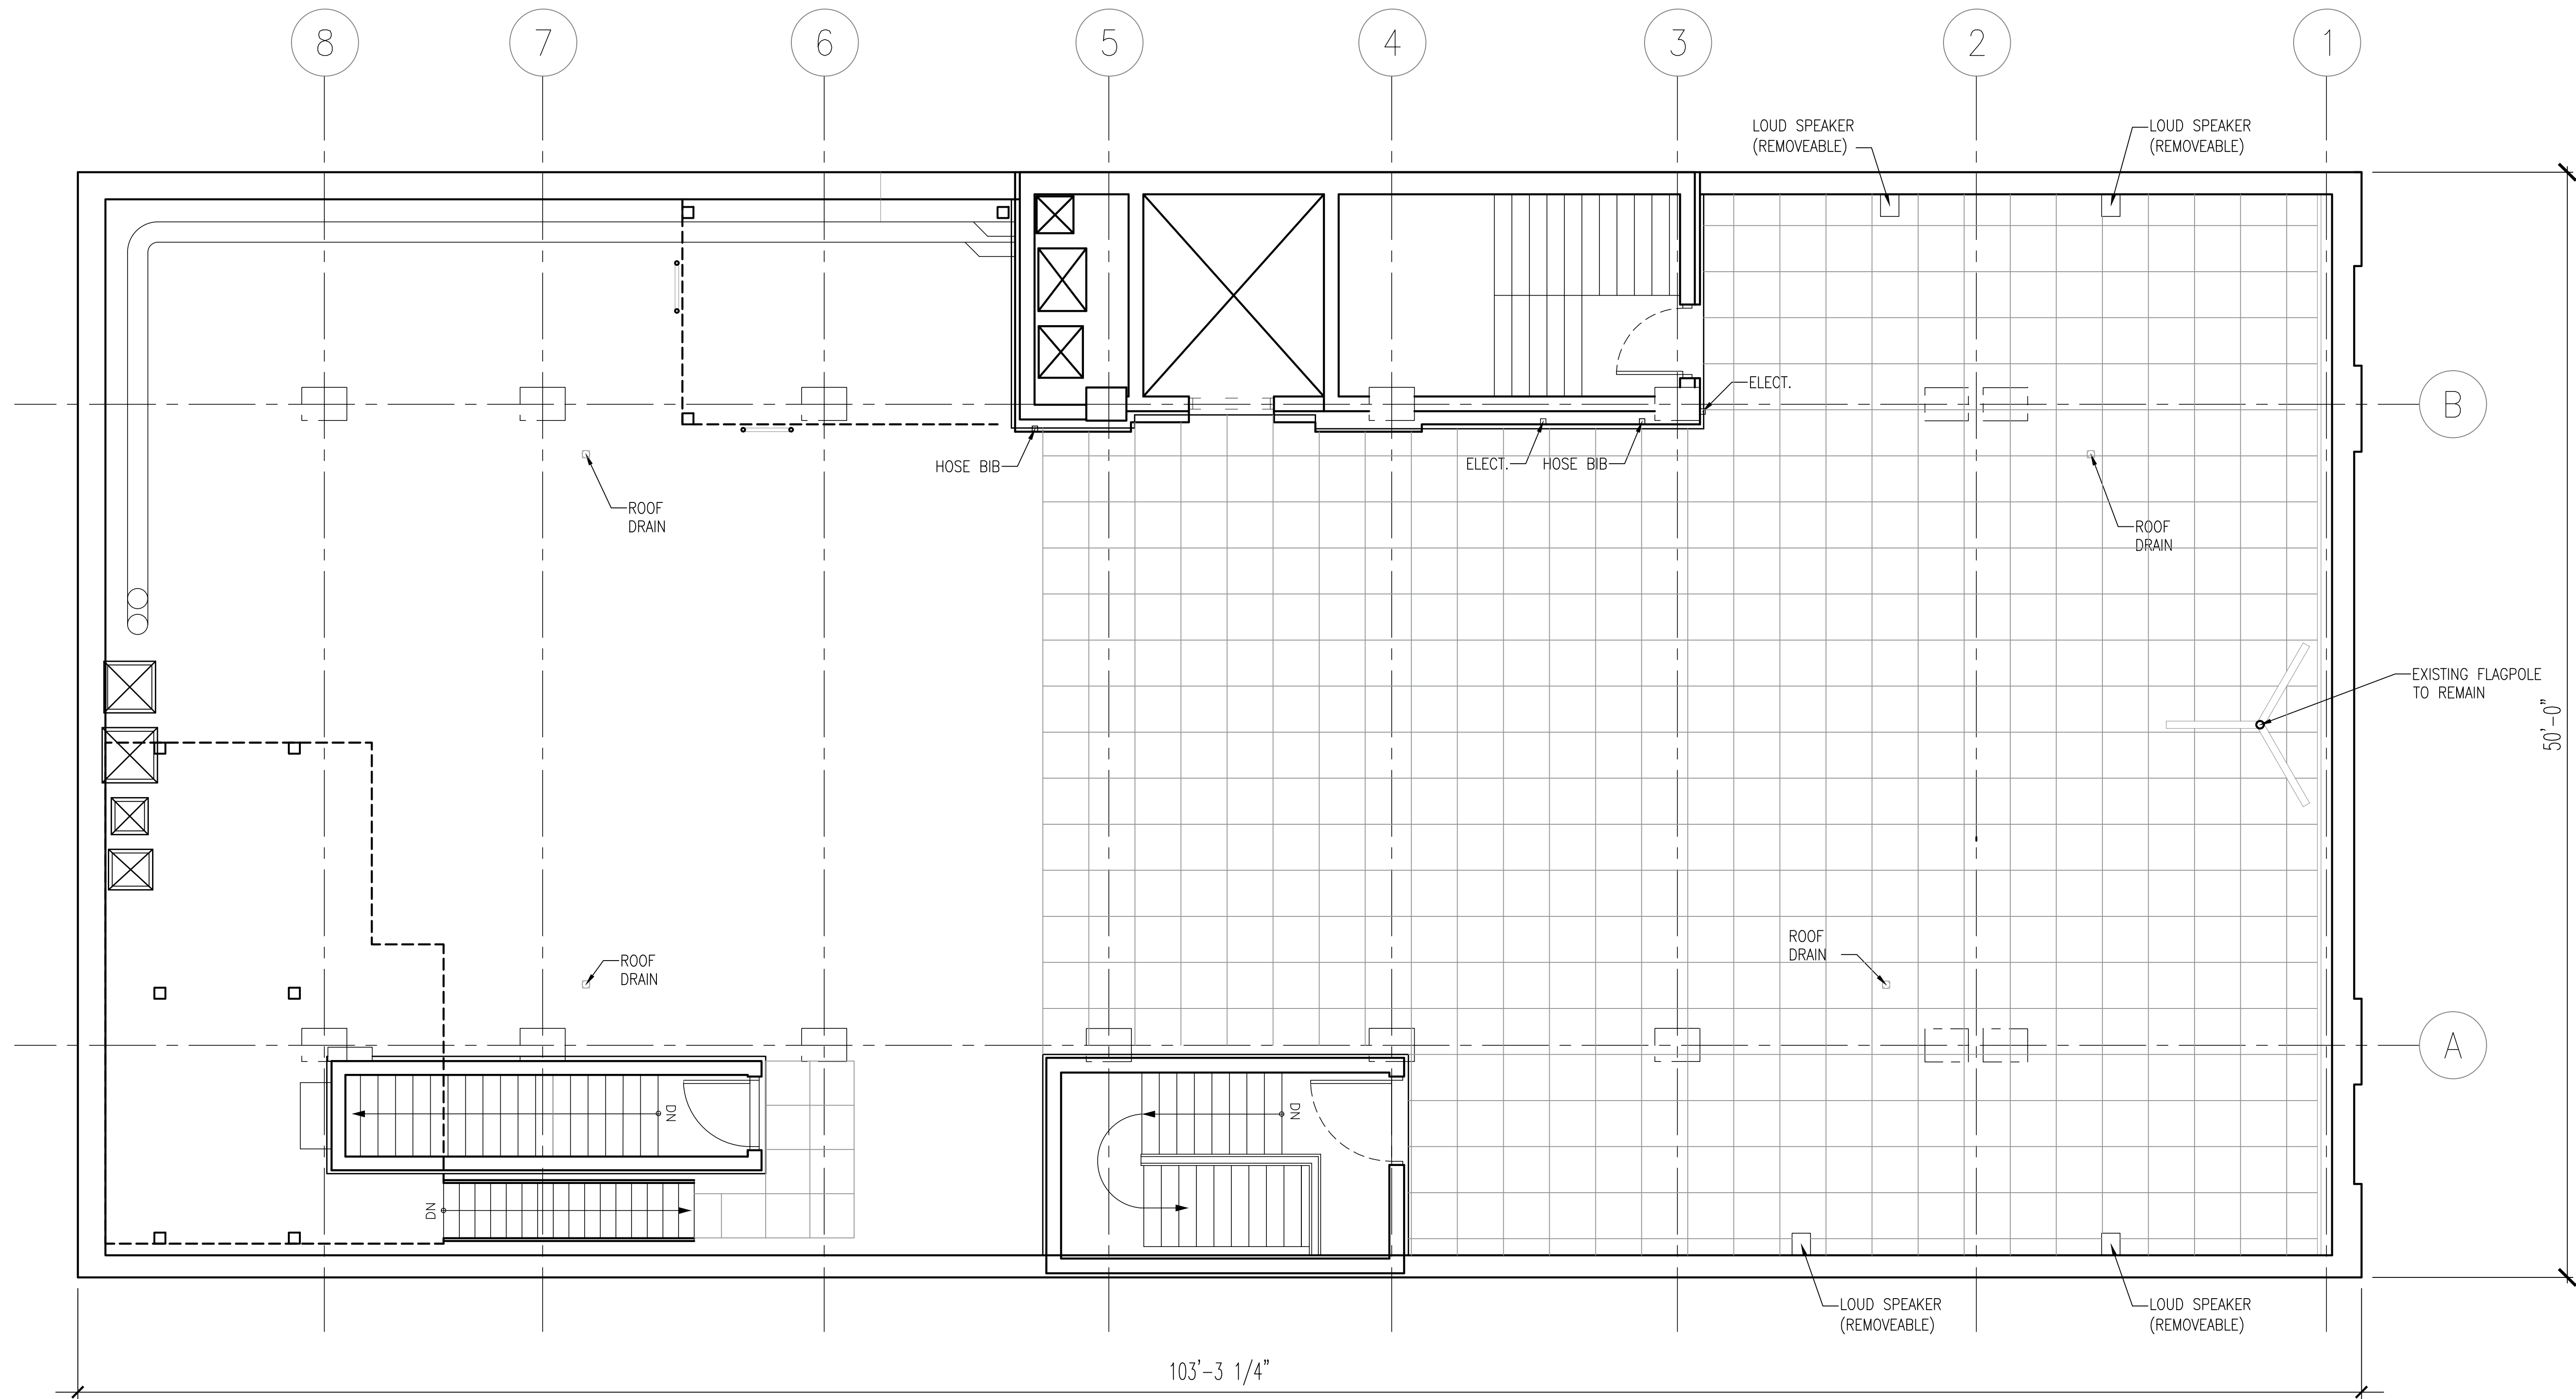 8 7 6 5 4 3 2 1
LOUD SPEAKER
(REMOVEABLE)
LOUD SPEAKER
(REMOVEABLE)
ELECT.
B
HOSE BIB
ELECT.
HOSE BIB
ROOF
DRAIN
ROOF
DRAIN
EXISTING FLAGPOLE
TO REMAIN
50'-0"
ROOF
DRAIN
ROOF
DRAIN
A
DN
DN
DN
LOUD SPEAKER
(REMOVEABLE)
LOUD SPEAKER
(REMOVEABLE)
103'-3 1/4"